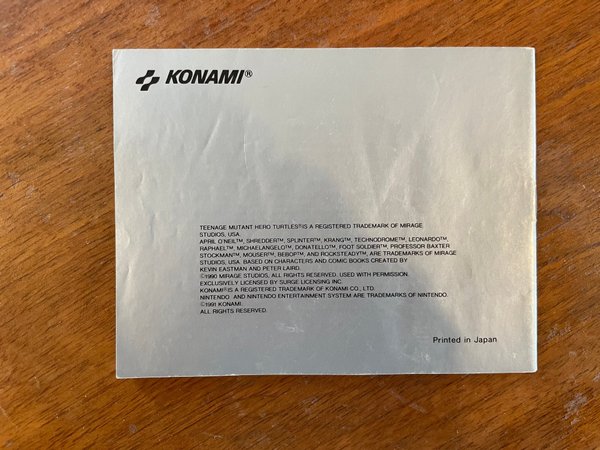 KONAMI®
TEENAGE MUTANT HERO TURTLES® IS A REGISTERED TRADEMARK OF MIRAGE
STUDIOS, USA.
APRIL O'NEIL™, SHREDDER™, SPLINTER™, KRANG™, TECHNODROME™, LEONARDO™,
RAPHAEL™, MICHAELANGELO™, DONATELLO™, FOOT SOLDIER™, PROFESSOR BAXTER
STOCKMAN™, MOUSER™, BEBOP™, AND ROCKSTEADY™, ARE TRADEMARKS OF MIRAGE
STUDIOS, USA. BASED ON CHARACTERS AND COMIC BOOKS CREATED BY
KEVIN EASTMAN AND PETER LAIRD.
©1990 MIRAGE STUDIOS, ALL RIGHTS RESERVED. USED WITH PERMISSION.
EXCLUSIVELY LICENSED BY SURGE LICENSING INC
KONAMI® IS A REGISTERED TRADEMARK OF KONAMI CO., LTD.
NINTENDO AND NINTENDO ENTERTAINMENT SYSTEM ARE TRADEMARKS OF NINTENDO.
©1991 KONAMI.
ALL RIGHTS RESERVED.
Printed in Japan